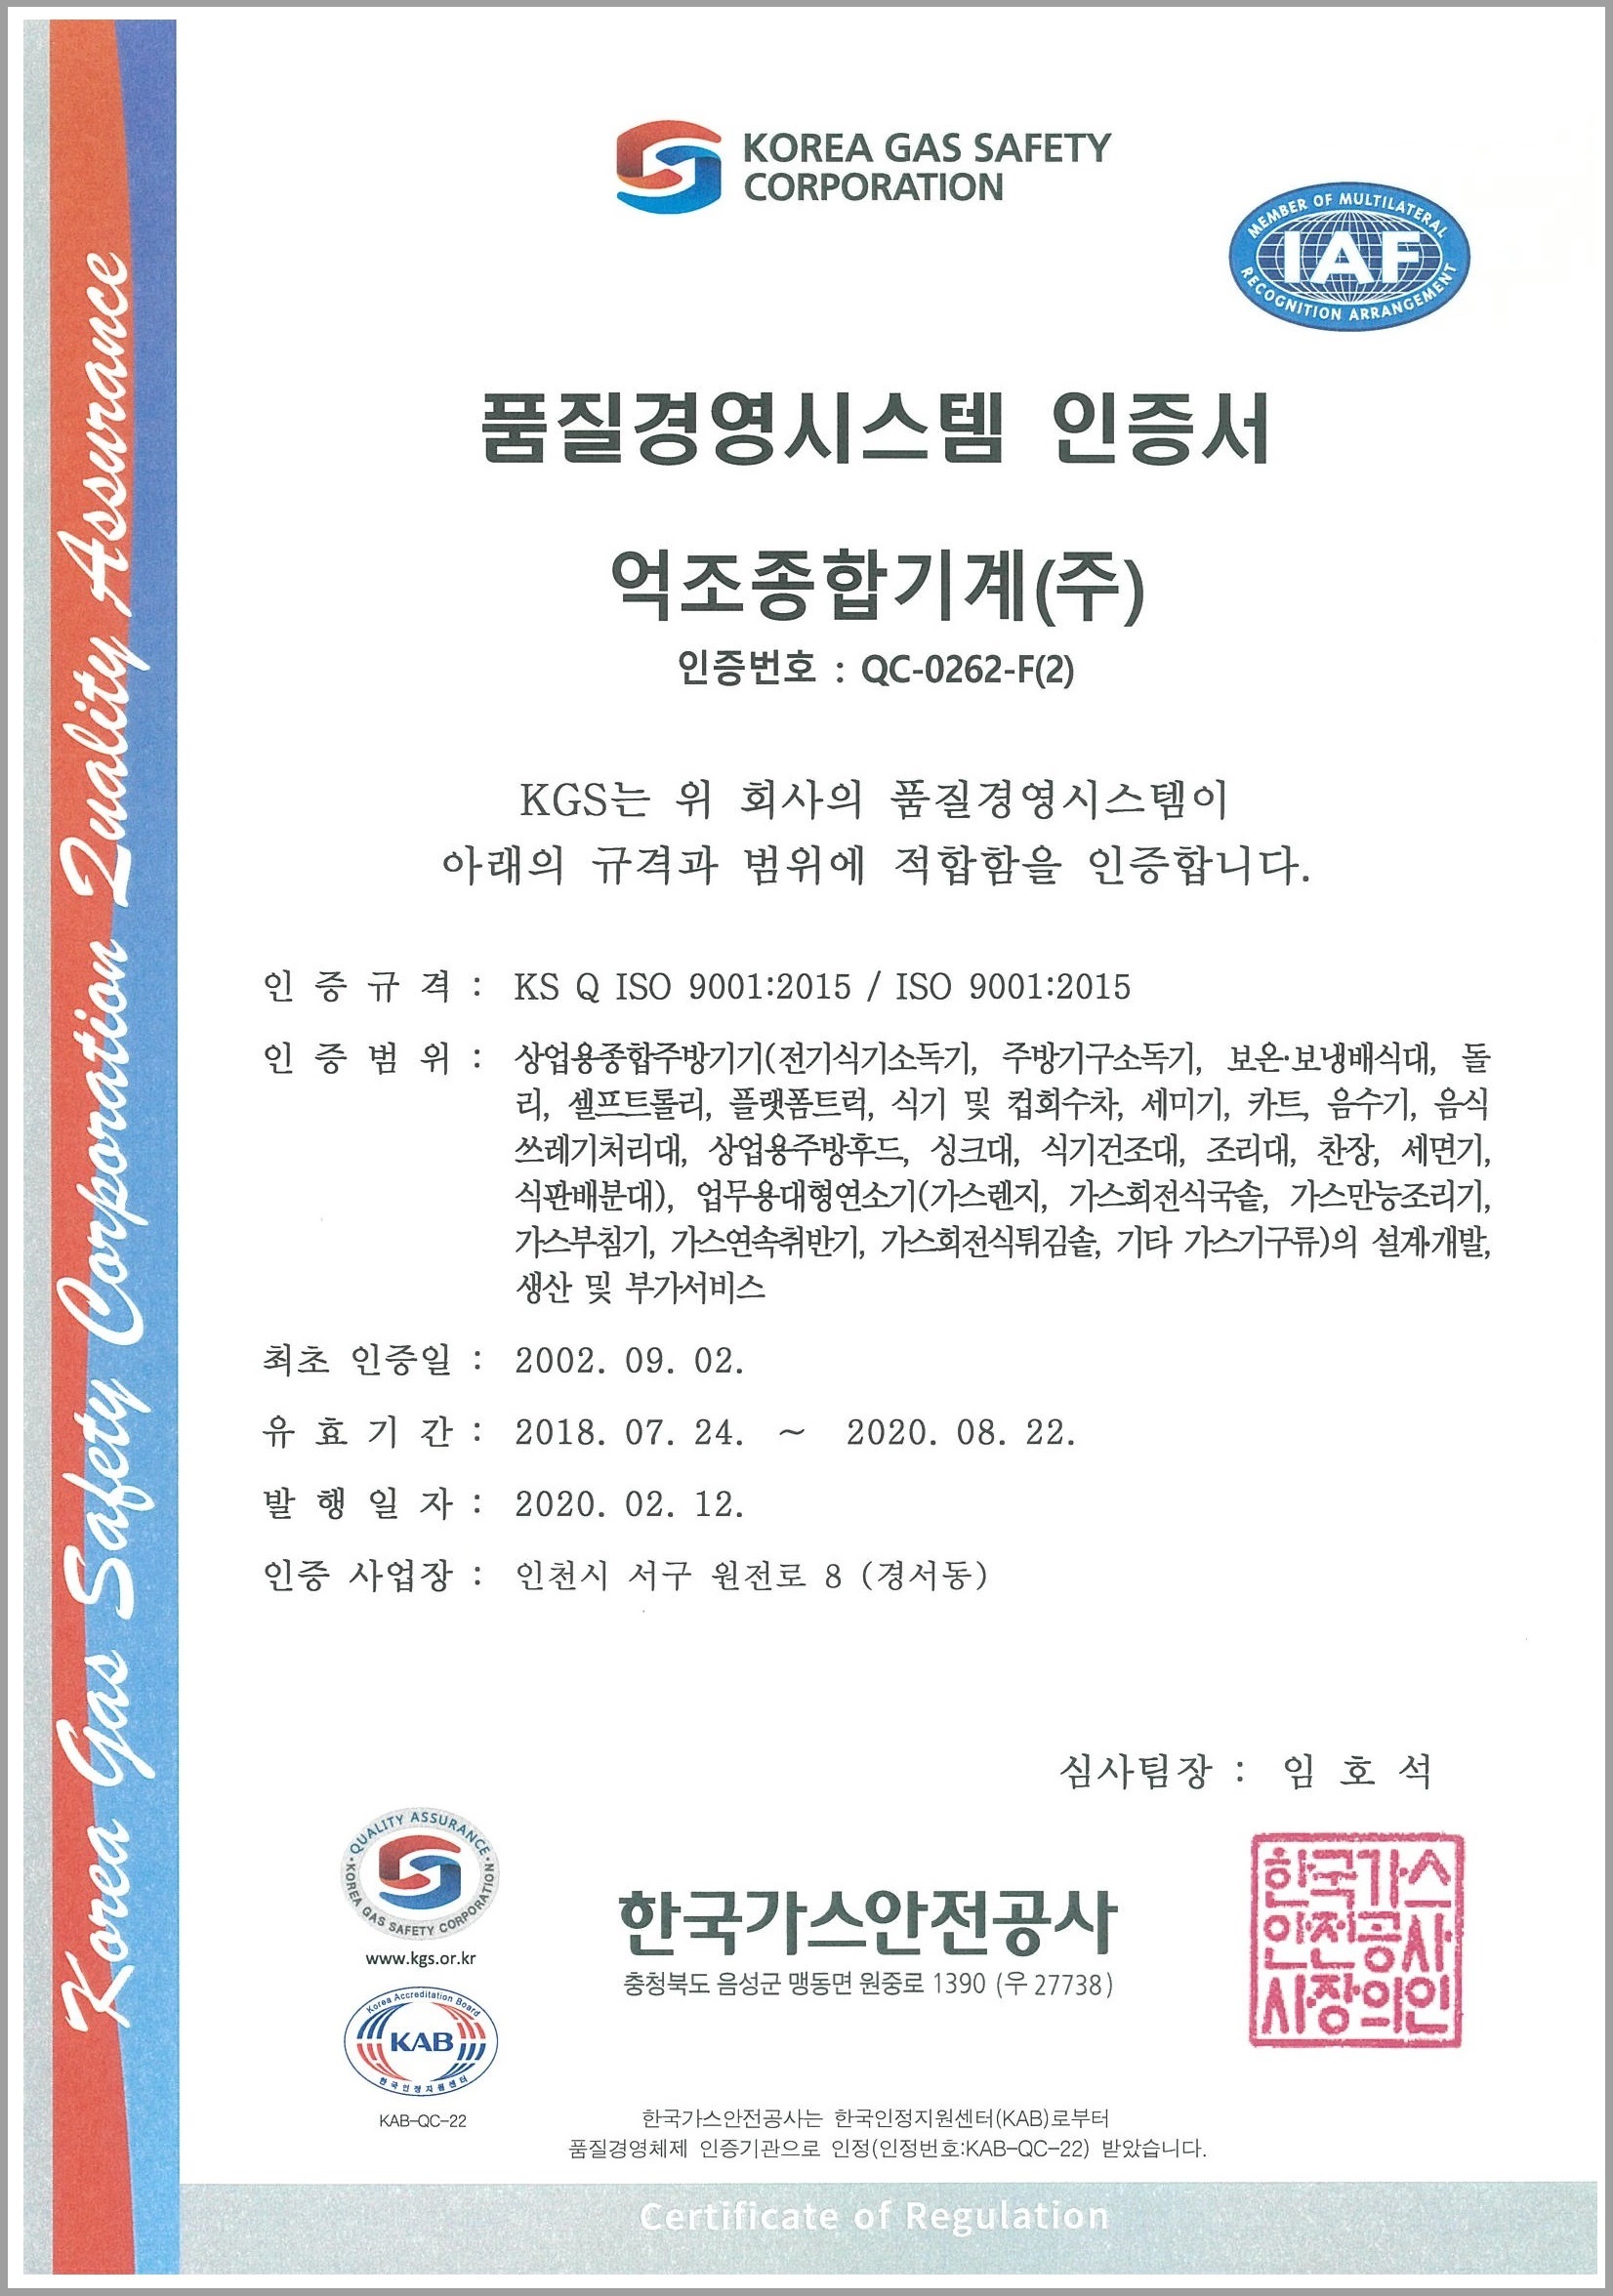 KOREA GAS SAFETY
CORPORATION
MEMBER OF MULTILATERAL
IAF
RECOGNITION ARRANGEMENT
품질경영시스템 인증서
억조종합기계(주)
인증번호 : QC-0262-F(2)
KGS는 위 회사의 품질경영시스템이
아래의 규격과 범위에 적합함을 인증합니다.
인 증 규 격 : KS Q ISO 9001:2015 / ISO 9001:2015
인 증 범 위 : 상업용종합주방기기(전기식기소독기, 주방기구소독기, 보온·보냉배식대, 돌
리, 셀프트롤리, 플랫폼트럭, 식기 및 컵회수차, 세미기, 카트, 음수기, 음식
쓰레기처리대, 상업용주방후드, 싱크대, 식기건조대, 조리대, 찬장, 세면기,
식판배분대), 업무용대형연소기(가스렌지, 가스회전식국솥, 가스만능조리기,
가스부침기, 가스연속취반기, 가스회전식튀김솥, 기타 가스기구류)의 설계·개발,
생산 및 부가서비스
최초 인증일 : 2002. 09. 02.
유 효 기 간 : 2018. 07. 24. ~ 2020. 08. 22.
발 행 일 자 : 2020. 02. 12.
인증 사업장 : 인천시 서구 원전로 8 (경서동)
심사팀장 : 임 호 석
QUALITY ASSURANCE
KOREA GAS SAFETY CORPORATION
www.kgs.or.kr
한국가스안전공사
충청북도 음성군 맹동면 원중로 1390 (우 27738)
한국가스
안전공사
사장의인
Korea Accreditation Board
KAB
한국인정지원센터
KAB-QC-22
한국가스안전공사는 한국인정지원센터(KAB)로부터
품질경영체제 인증기관으로 인정(인정번호:KAB-QC-22) 받았습니다.
Certificate of Regulation
Korea Gas Safety Corporation Quality Assurance